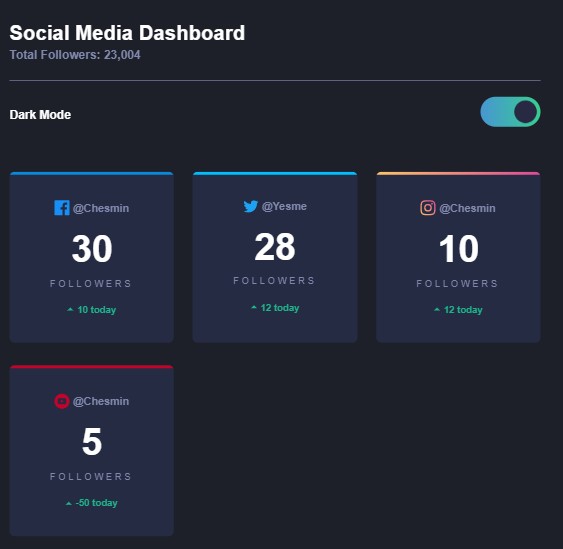 Social Media Dashboard
Total Followers: 23,004
Dark Mode
@Chesmin
30
FOLLOWERS
10 today
@Yesme
28
FOLLOWERS
12 today
@Chesmin
10
FOLLOWERS
12 today
@Chesmin
5
FOLLOWERS
-50 today